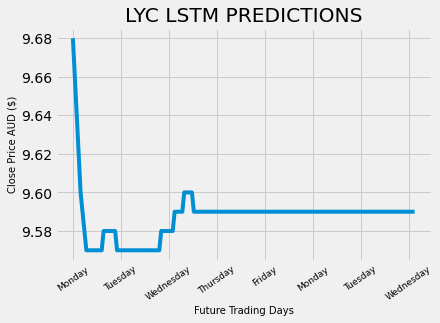 LYC LSTM PREDICTIONS
9.68
9.66
9.64
9.62
9.60
9.58
Close Price AUD ($)
Monday Tuesday Wednesday Thursday Friday Monday Tuesday Wednesday
Future Trading Days